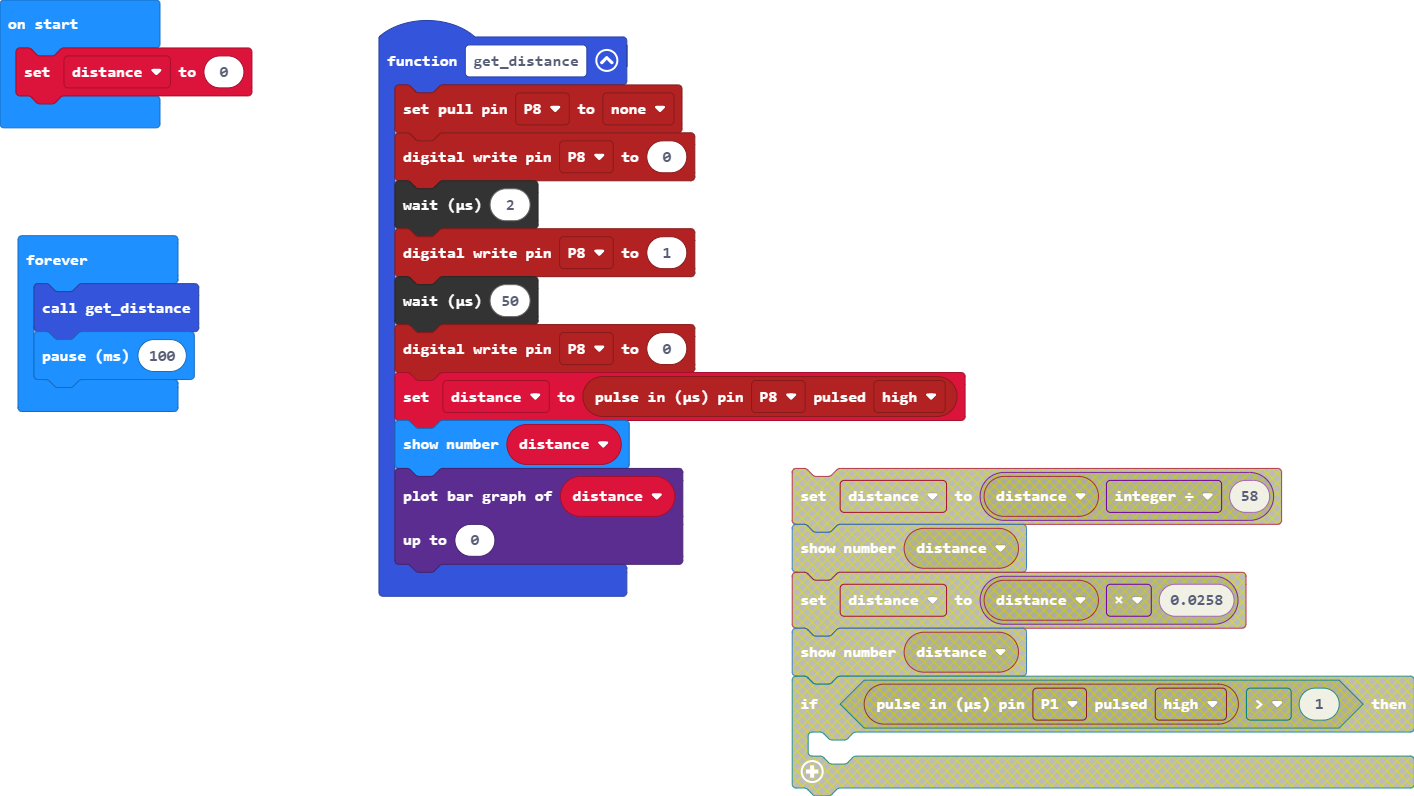 on start
set distance to 0
forever
call get_distance
pause (ms) 100
function get_distance
set pull pin P8 to none
digital write pin P8 to 0
wait (µs) 2
digital write pin P8 to 1
wait (µs) 50
digital write pin P8 to 0
set distance to pulse in (µs) pin P8 pulsed high
show number distance
plot bar graph of distance
up to 0
set distance to distance integer ÷ 58
show number distance
set distance to distance × 0.0258
show number distance
if pulse in (µs) pin P1 pulsed high > 1 then